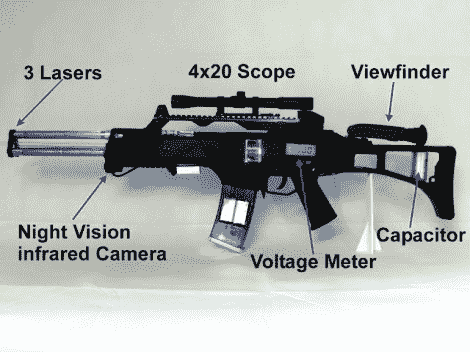 3 Lasers
4x20 Scope
Viewfinder
Night Vision
infrared Camera
Voltage Meter
Capacitor